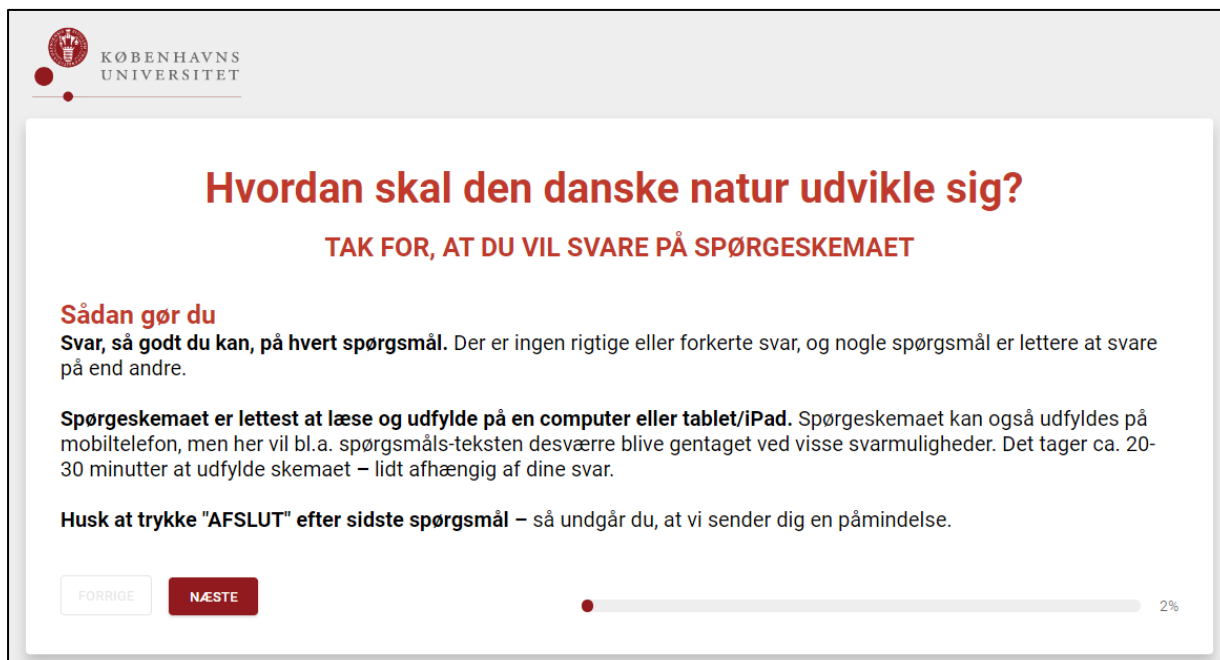 KØBENHAVNS
UNIVERSITET
Hvordan skal den danske natur udvikle sig?
TAK FOR, AT DU VIL SVARE PÅ SPØRGESKEMAET
Sådan gør du
Svar, så godt du kan, på hvert spørgsmål. Der er ingen rigtige eller forkerte svar, og nogle spørgsmål er lettere at svare
på end andre.
Spørgeskemaet er lettest at læse og udfylde på en computer eller tablet/iPad. Spørgeskemaet kan også udfyldes på
mobiltelefon, men her vil bl.a. spørgsmåls-teksten desværre blive gentaget ved visse svarmuligheder. Det tager ca. 20-
30 minutter at udfylde skemaet – lidt afhængig af dine svar.
Husk at trykke "AFSLUT" efter sidste spørgsmål – så undgår du, at vi sender dig en påmindelse.
FORRIGE
NÆSTE
2%